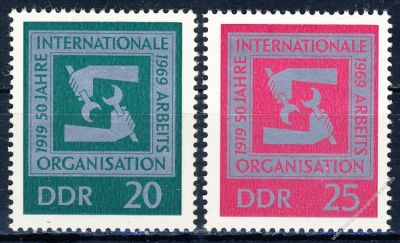 INTERNATIONALE
1919 50 JAHRE
1969 ARBEITS
ORGANISATION
DDR 20
INTERNATIONALE
1919 50 JAHRE
1969 ARBEITS
ORGANISATION
DDR 25